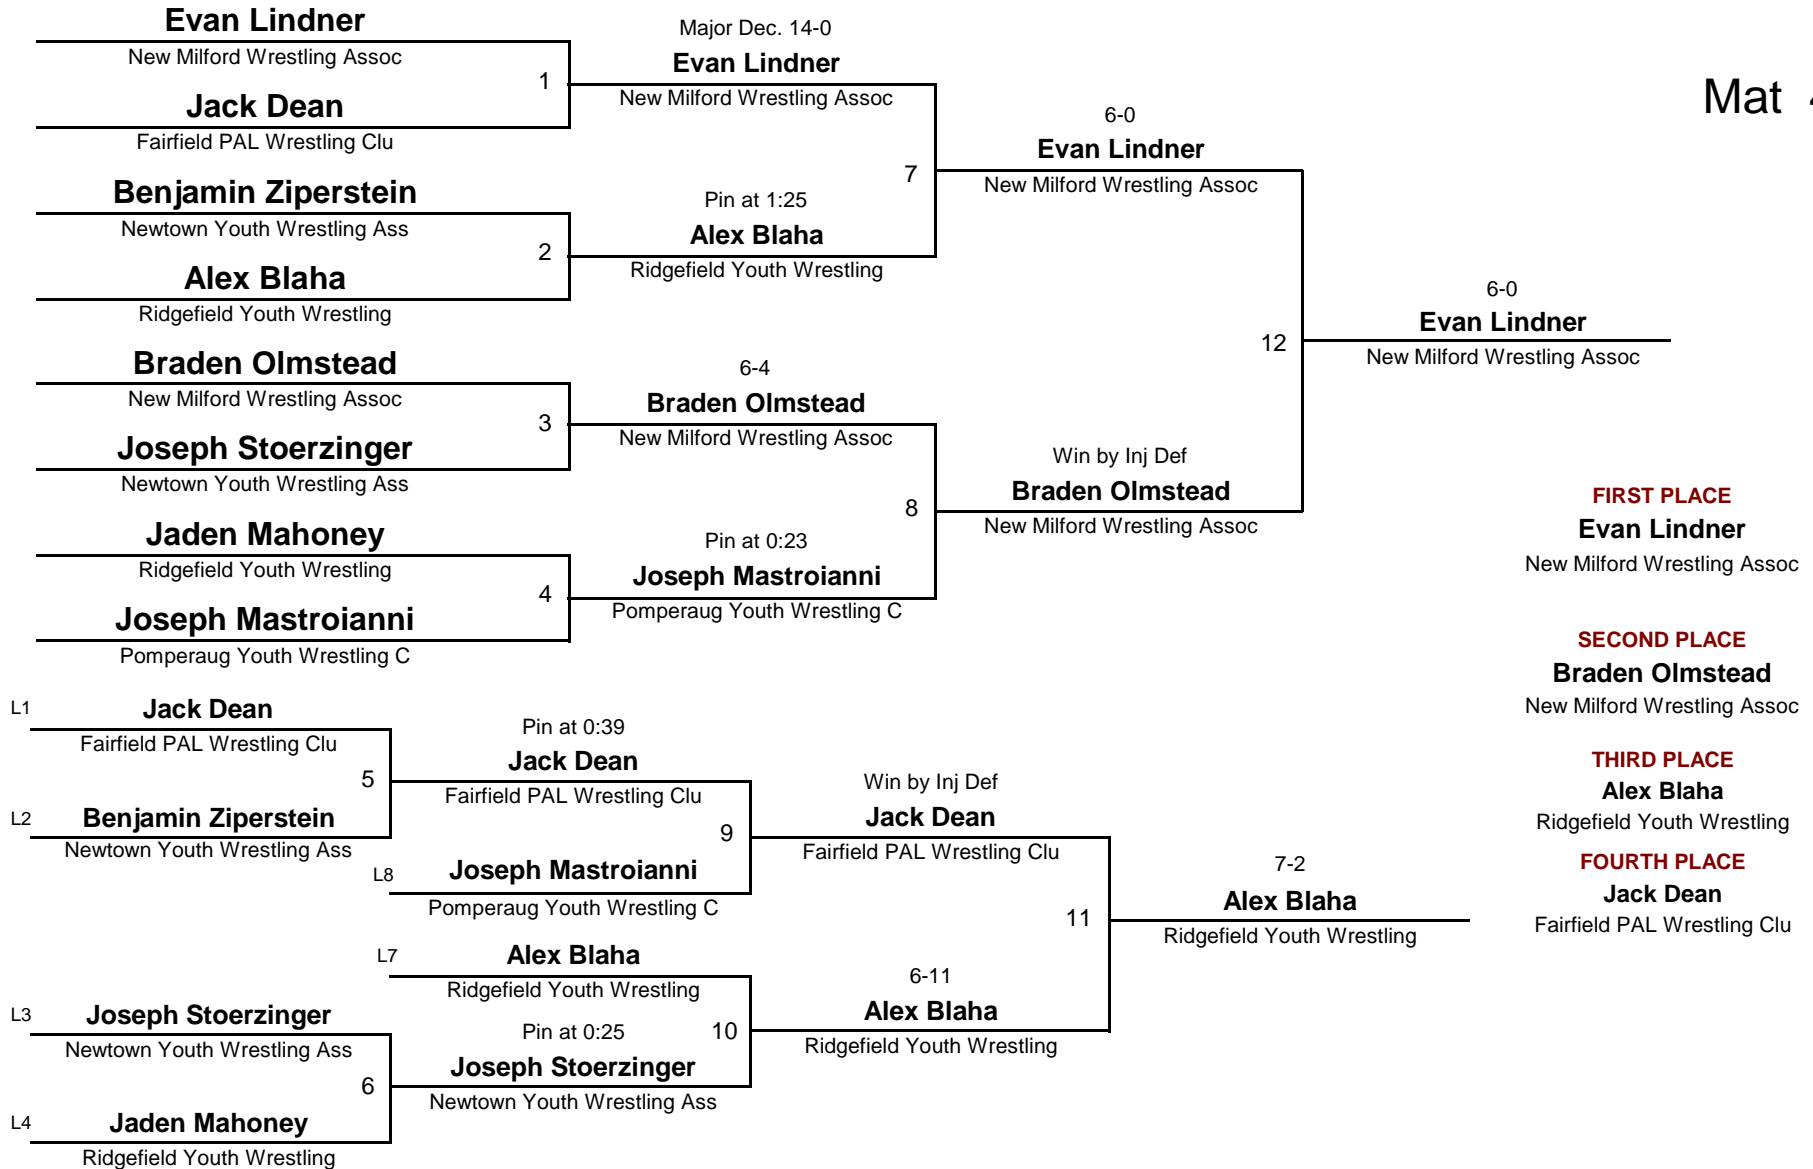 Evan Lindner
New Milford Wrestling Assoc
1
Jack Dean
Fairfield PAL Wrestling Clu
Benjamin Ziperstein
Newtown Youth Wrestling Ass
2
Alex Blaha
Ridgefield Youth Wrestling
Braden Olmstead
New Milford Wrestling Assoc
3
Joseph Stoerzinger
Newtown Youth Wrestling Ass
Jaden Mahoney
Ridgefield Youth Wrestling
4
Joseph Mastroianni
Pomperaug Youth Wrestling C
Major Dec. 14-0
Evan Lindner
New Milford Wrestling Assoc
7
Pin at 1:25
Alex Blaha
Ridgefield Youth Wrestling
6-4
Braden Olmstead
New Milford Wrestling Assoc
8
Pin at 0:23
Joseph Mastroianni
Pomperaug Youth Wrestling C
6-0
Evan Lindner
New Milford Wrestling Assoc
12
Win by Inj Def
Braden Olmstead
New Milford Wrestling Assoc
6-0
Evan Lindner
New Milford Wrestling Assoc
Mat 4
FIRST PLACE
Evan Lindner
New Milford Wrestling Assoc
SECOND PLACE
Braden Olmstead
New Milford Wrestling Assoc
THIRD PLACE
Alex Blaha
Ridgefield Youth Wrestling
FOURTH PLACE
Jack Dean
Fairfield PAL Wrestling Clu
L1 Jack Dean
Fairfield PAL Wrestling Clu
5
L2 Benjamin Ziperstein
Newtown Youth Wrestling Ass
L3 Joseph Stoerzinger
Newtown Youth Wrestling Ass
6
L4 Jaden Mahoney
Ridgefield Youth Wrestling
Pin at 0:39
Jack Dean
Fairfield PAL Wrestling Clu
9
L8 Joseph Mastroianni
Pomperaug Youth Wrestling C
L7 Alex Blaha
Ridgefield Youth Wrestling
Pin at 0:25
10
Joseph Stoerzinger
Newtown Youth Wrestling Ass
Win by Inj Def
Jack Dean
Fairfield PAL Wrestling Clu
11
6-11
Alex Blaha
Ridgefield Youth Wrestling
7-2
Alex Blaha
Ridgefield Youth Wrestling